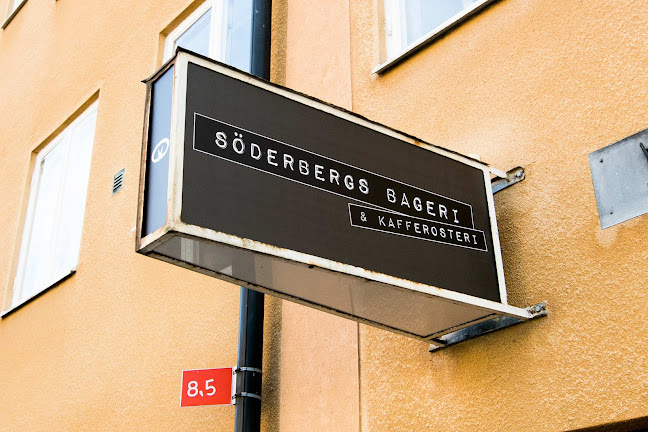 SÖDERBERGS BAGERI
& KAFFEROSTERI
8,5